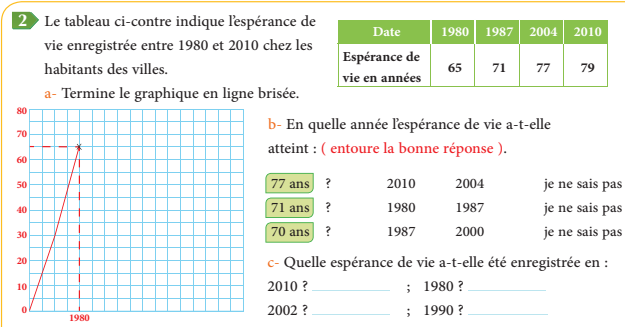 2 Le tableau ci-contre indique l'espérance de
vie enregistrée entre 1980 et 2010 chez les
habitants des villes.
Date 1980 1987 2004 2010
Espérance de
vie en années 65 71 77 79
a- Termine le graphique en ligne brisée.
80
70
60
50
40
30
20
10
0
1980
b- En quelle année l'espérance de vie a-t-elle
atteint : ( entoure la bonne réponse ).
77 ans ? 2010 2004 je ne sais pas
71 ans ? 1980 1987 je ne sais pas
70 ans ? 1987 2000 je ne sais pas
c- Quelle espérance de vie a-t-elle été enregistrée en :
2010 ? ; 1980 ?
2002 ? ; 1990 ?